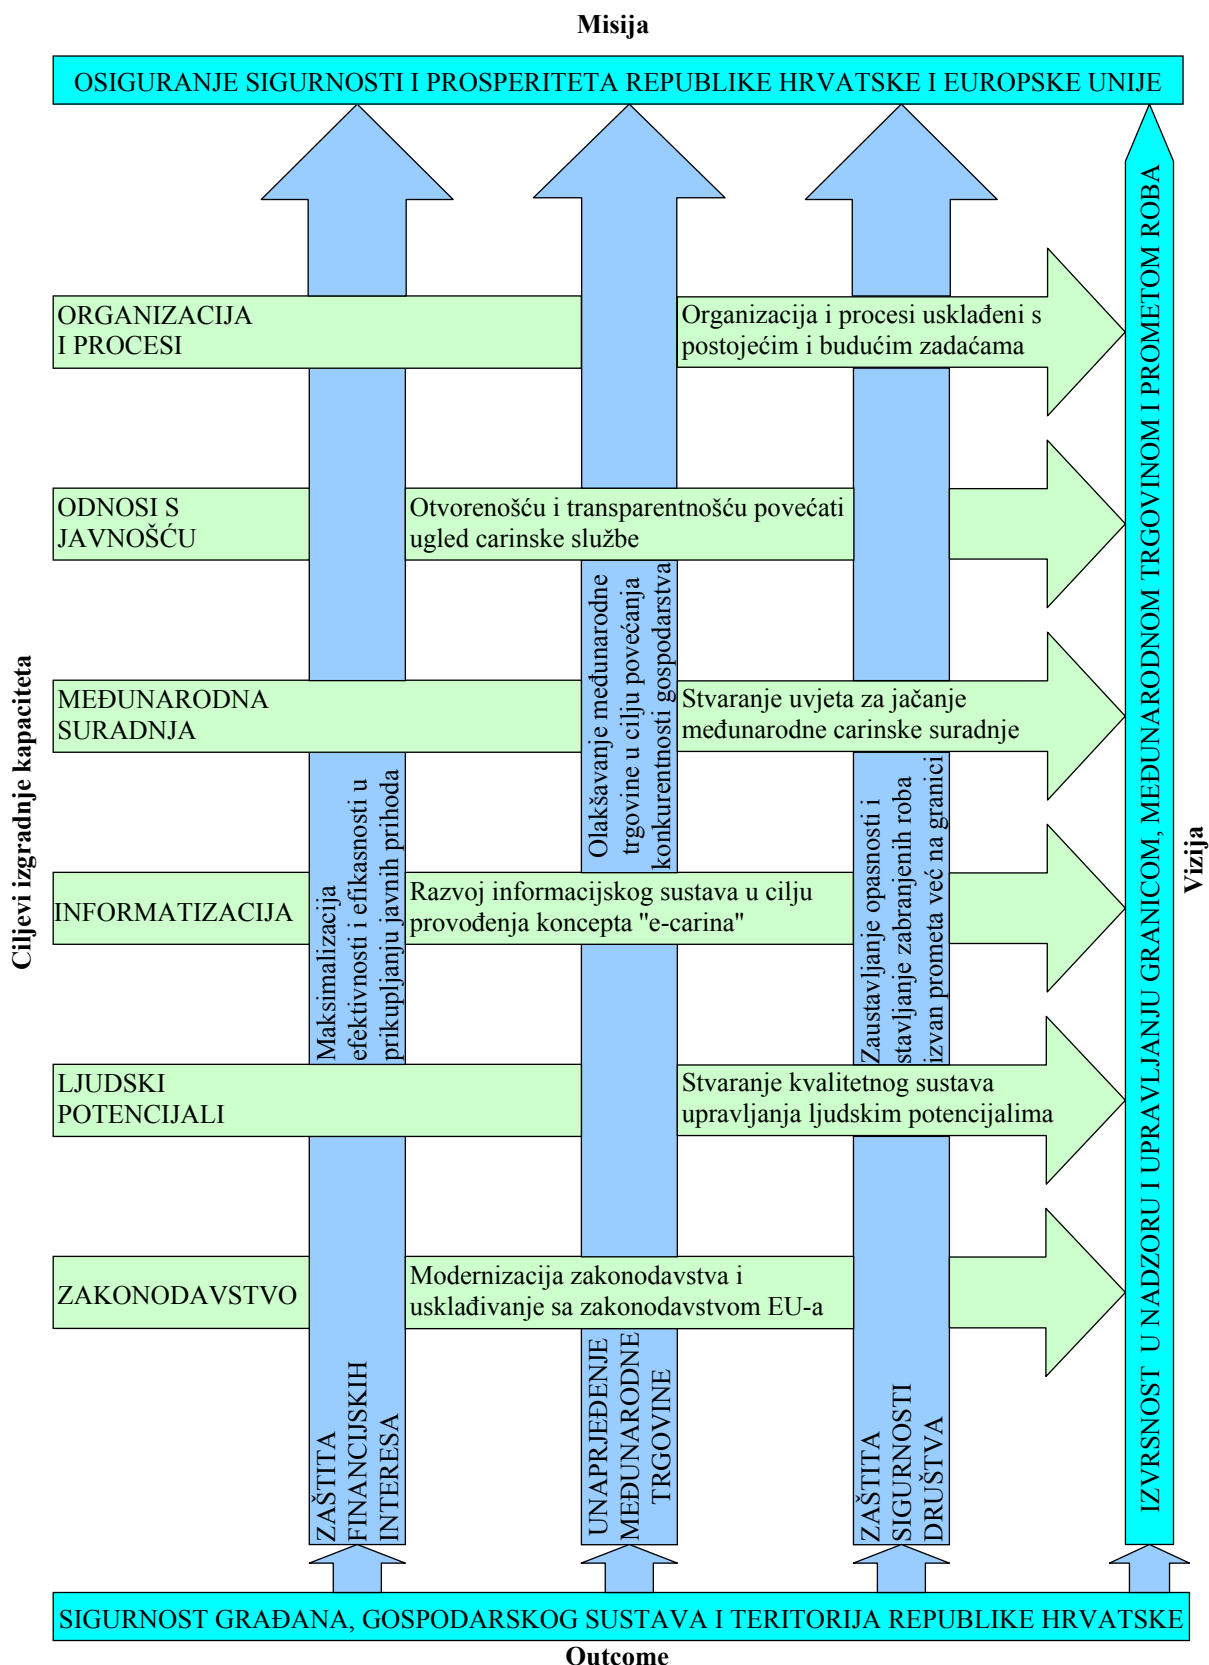 Misija
OSIGURANJE SIGURNOSTI I PROSPERITETA REPUBLIKE HRVATSKE I EUROPSKE UNIJE
ORGANIZACIJA
I PROCESI
Organizacija i procesi usklađeni s
postojećim i budućim zadaćama
ODNOSI S
JAVNOŠĆU
Otvorenošću i transparentnošću povećati
ugled carinske službe
MEĐUNARODNA
SURADNJA
Stvaranje uvjeta za jačanje
međunarodne carinske suradnje
INFORMATIZACIJA
Razvoj informacijskog sustava u cilju
provođenja koncepta "e-carina"
LJUDSKI
POTENCIJALI
Stvaranje kvalitetnog sustava
upravljanja ljudskim potencijalima
ZAKONODAVSTVO
Modernizacija zakonodavstva i
usklađivanje sa zakonodavstvom EU-a
Ciljevi izgradnje kapaciteta
Maksimalizacija
efektivnosti i efikasnosti u
prikupljanju javnih prihoda
Olakšavanje međunarodne
trgovine u cilju povećanja
konkurentnosti gospodarstva
Zaustavljanje opasnosti i
stavljanje zabranjenih roba
izvan prometa već na granici
ZAŠTITA
FINANCIJSKIH
INTERESA
UNAPRJEĐENJE
MEĐUNARODNE
TRGOVINE
ZAŠTITA
SIGURNOSTI
DRUŠTVA
IZVRSNOST U NADZORU I UPRAVLJANJU GRANICOM, MEĐUNARODNOM TRGOVINOM I PROMETOM ROBA
Vizija
SIGURNOST GRAĐANA, GOSPODARSKOG SUSTAVA I TERITORIJA REPUBLIKE HRVATSKE
Outcome